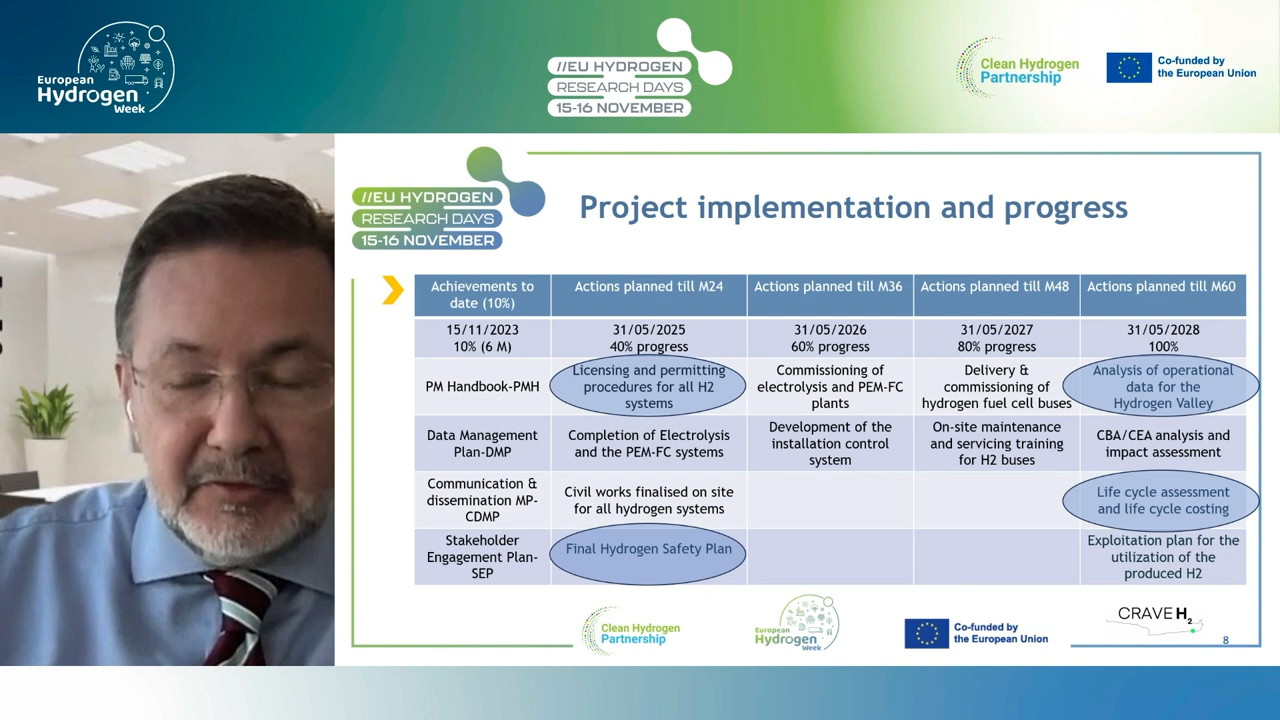 European
Hydrogen
Week
//EU HYDROGEN
RESEARCH DAYS
15-16 NOVEMBER
Clean Hydrogen
Partnership
Co-funded by
the European Union
//EU HYDROGEN
RESEARCH DAYS
15-16 NOVEMBER
Project implementation and progress
Achievements to
date (10%)
Actions planned till M24
Actions planned till M36
Actions planned till M48
Actions planned till M60
15/11/2023
10% (6 M)
31/05/2025
40% progress
31/05/2026
60% progress
31/05/2027
80% progress
31/05/2028
100%
PM Handbook-PMH
Licensing and permitting
procedures for all H2
systems
Commissioning of
electrolysis and PEM-FC
plants
Delivery &
commissioning of
hydrogen fuel cell buses
Analysis of operational
data for the
Hydrogen Valley
Data Management
Plan-DMP
Completion of Electrolysis
and the PEM-FC systems
Development of the
installation control
system
On-site maintenance
and servicing training
for H2 buses
CBA/CEA analysis and
impact assessment
Communication &
dissemination MP-
CDMP
Civil works finalised on site
for all hydrogen systems
Life cycle assessment
and life cycle costing
Stakeholder
Engagement Plan-
SEP
Final Hydrogen Safety Plan
Exploitation plan for the
utilization of the
produced H2
Clean Hydrogen
Partnership
European
Hydrogen
Week
Co-funded by
the European Union
CRAVE H2
8